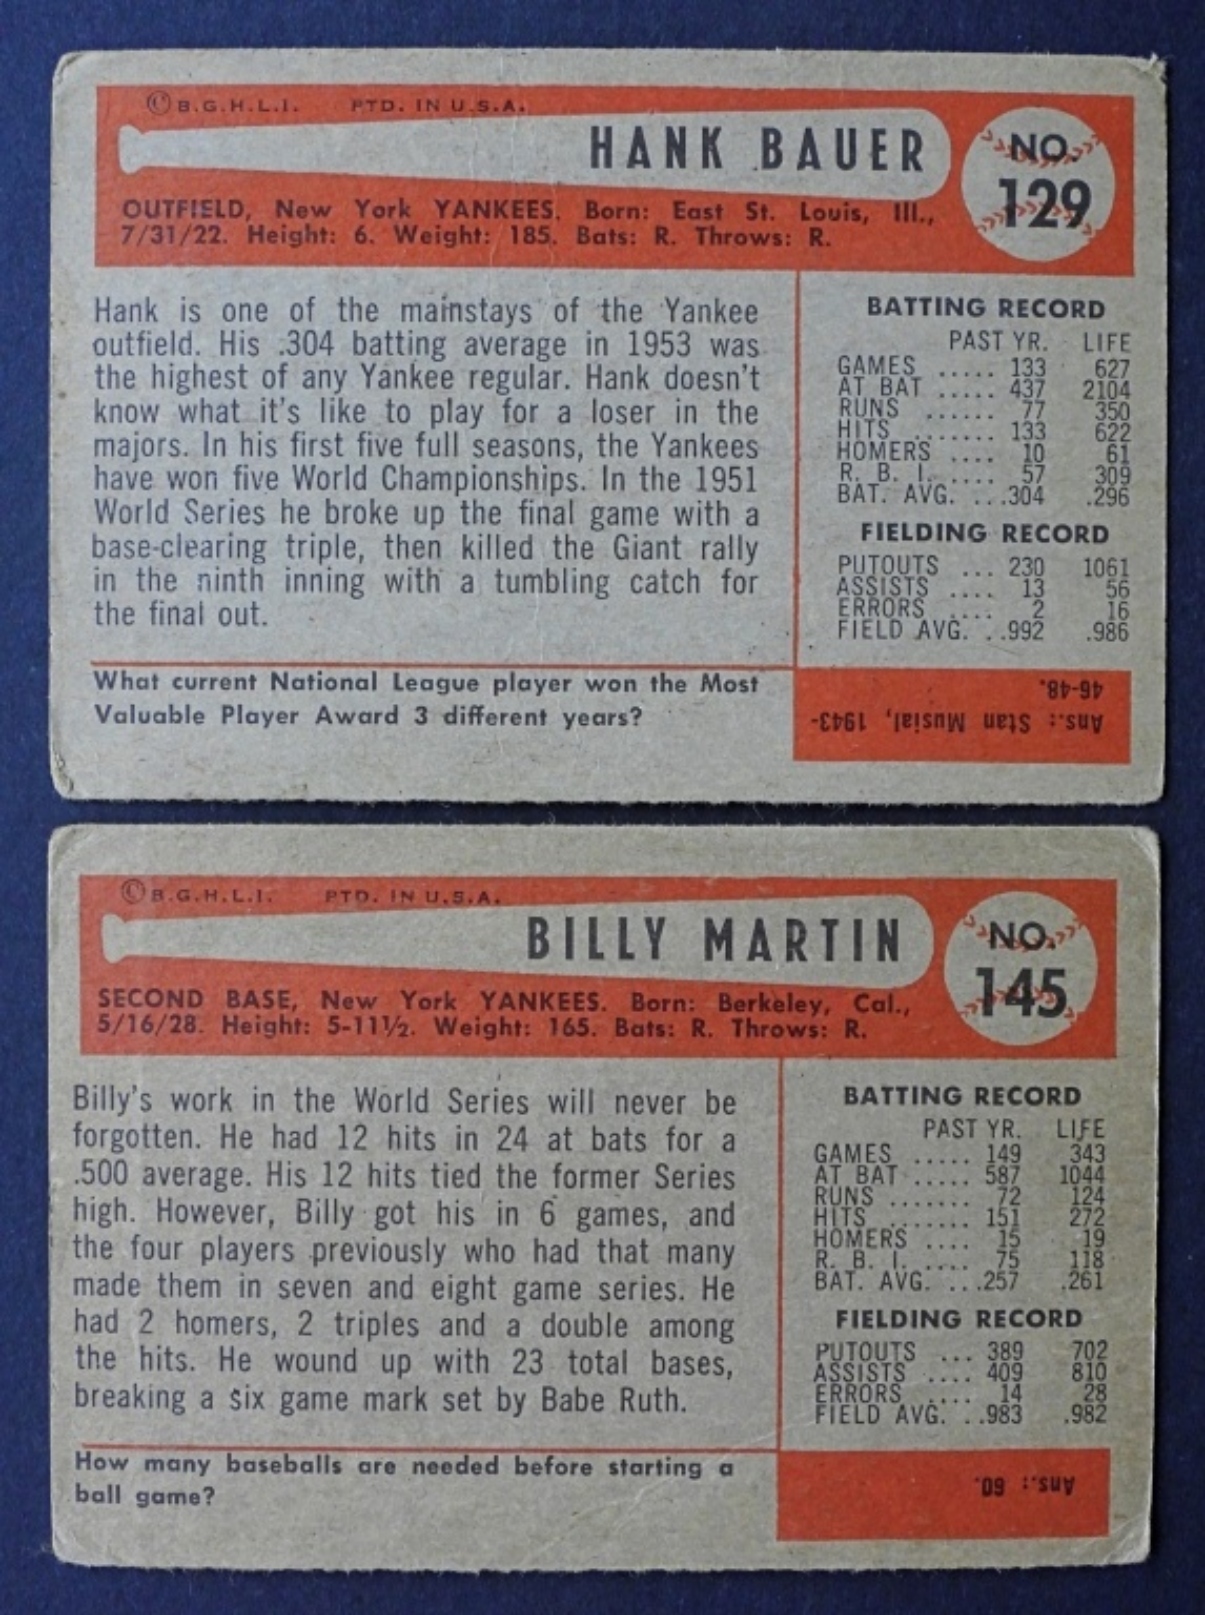 © B.G.H.L.I. PTD. IN U.S.A.
HANK BAUER
NO.
129
OUTFIELD, New York YANKEES. Born: East St. Louis, Ill.,
7/31/22. Height: 6. Weight: 185. Bats: R. Throws: R.
Hank is one of the mainstays of the Yankee
outfield. His .304 batting average in 1953 was
the highest of any Yankee regular. Hank doesn't
know what it's like to play for a loser in the
majors. In his first five full seasons, the Yankees
have won five World Championships. In the 1951
World Series he broke up the final game with a
base-clearing triple, then killed the Giant rally
in the ninth inning with a tumbling catch for
the final out.
BATTING RECORD
PAST YR. LIFE
GAMES ..... 133 627
AT BAT ..... 437 2104
RUNS ...... 77 350
HITS ........ 133 622
HOMERS .... 10 61
R. B. I. .... 57 309
BAT. AVG. ...304 .296
FIELDING RECORD
PUTOUTS ... 230 1061
ASSISTS .... 13 56
ERRORS .... 2 16
FIELD AVG. ..992 .986
What current National League player won the Most
Valuable Player Award 3 different years?
Ans.: Stan Musial, 1943-
46-48.
© B.G.H.L.I. PTD. IN U.S.A.
BILLY MARTIN
NO.
145
SECOND BASE, New York YANKEES. Born: Berkeley, Cal.,
5/16/28. Height: 5-11½. Weight: 165. Bats: R. Throws: R.
Billy's work in the World Series will never be
forgotten. He had 12 hits in 24 at bats for a
.500 average. His 12 hits tied the former Series
high. However, Billy got his in 6 games, and
the four players previously who had that many
made them in seven and eight game series. He
had 2 homers, 2 triples and a double among
the hits. He wound up with 23 total bases,
breaking a six game mark set by Babe Ruth.
BATTING RECORD
PAST YR. LIFE
GAMES ..... 149 343
AT BAT ..... 587 1044
RUNS ....... 72 124
HITS ........ 151 272
HOMERS .... 15 19
R. B. I. .... 75 118
BAT. AVG. ...257 .261
FIELDING RECORD
PUTOUTS ... 389 702
ASSISTS .... 409 810
ERRORS .... 14 28
FIELD AVG. ..983 .982
How many baseballs are needed before starting a
ball game?
Ans.: 60.